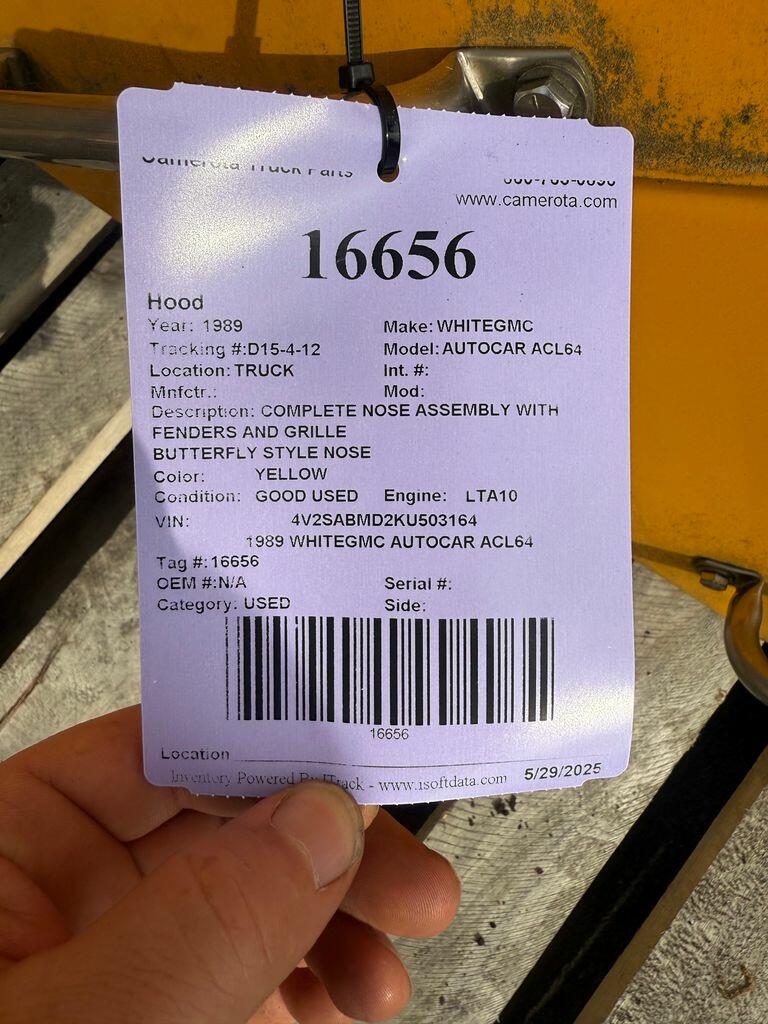 Camerota Truck Parts
www.camerota.com
16656
Hood
Year: 1989 Make: WHITEGMC
Tracking #:D15-4-12 Model: AUTOCAR ACL64
Location: TRUCK Int. #:
Mnfctr.: Mod:
Description: COMPLETE NOSE ASSEMBLY WITH
FENDERS AND GRILLE
BUTTERFLY STYLE NOSE
Color: YELLOW
Condition: GOOD USED Engine: LTA10
VIN: 4V2SABMD2KU503164
1989 WHITEGMC AUTOCAR ACL64
Tag #: 16656
OEM #:N/A Serial #:
Category: USED Side:
16656
Location
Inventory Powered By ITrack - www.isoftdata.com 5/29/2025